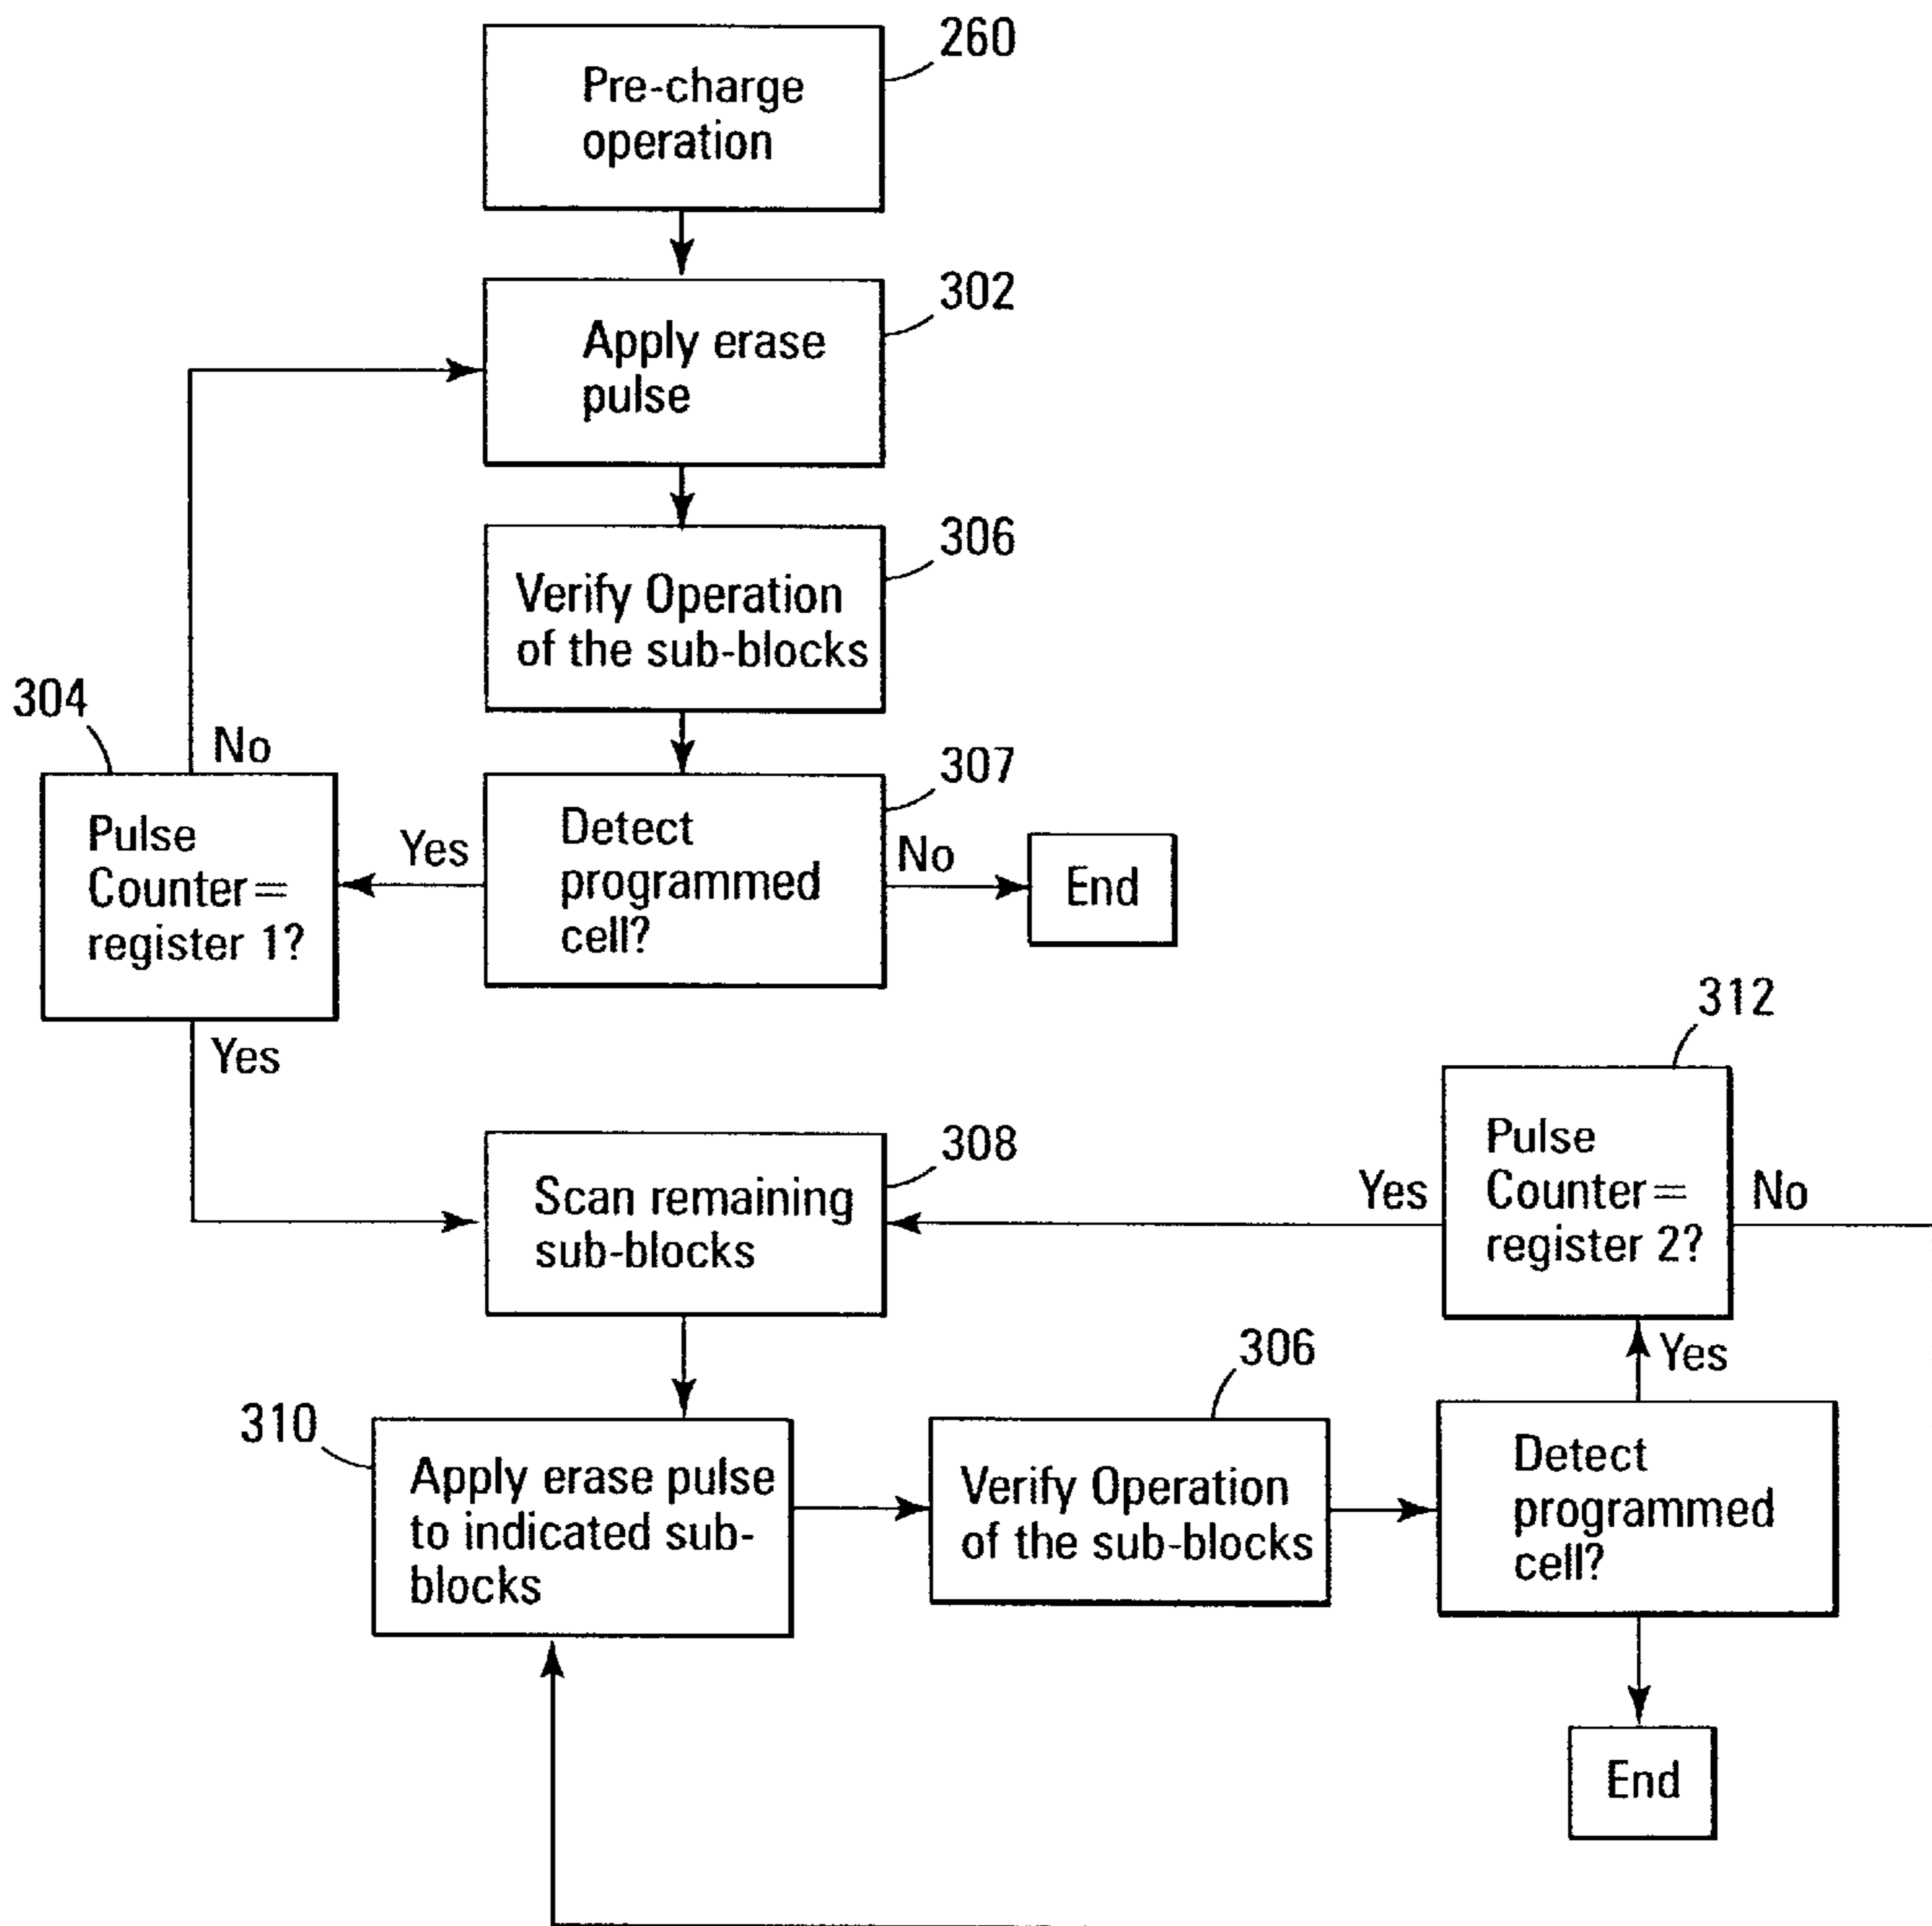 260
Pre-charge
operation
302
Apply erase
pulse
306
Verify Operation
of the sub-blocks
304
No
307
Pulse
Counter=
register 1?
Yes
Detect
programmed
cell?
No
End
Yes
312
308
Scan remaining
sub-blocks
Yes
Pulse
Counter=
register 2?
No
310
Apply erase pulse
to indicated sub-
blocks
306
Verify Operation
of the sub-blocks
Yes
Detect
programmed
cell?
End